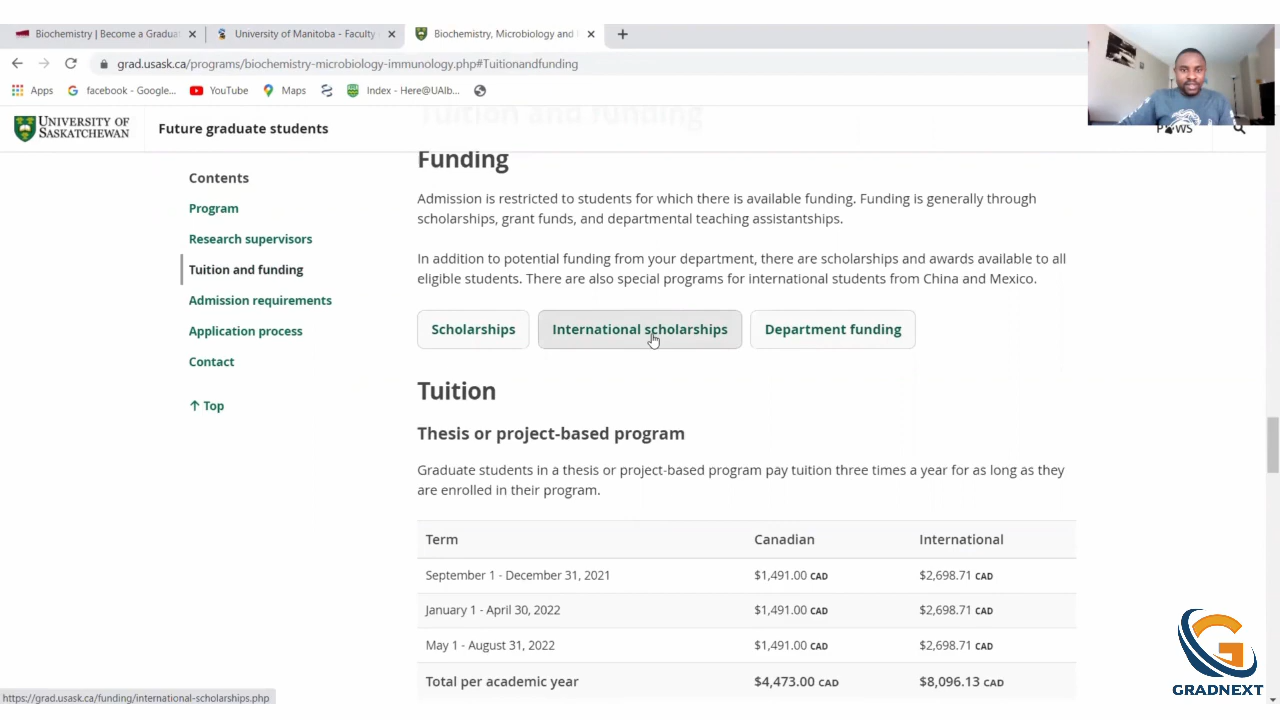 Biochemistry | Become a Gradua
University of Manitoba - Faculty
Biochemistry, Microbiology and
grad.usask.ca/programs/biochemistry-microbiology-immunology.php#Tuitionandfunding
Apps
facebook - Google...
YouTube
Maps
Index - Here@UAlb...
UNIVERSITY OF
SASKATCHEWAN
Future graduate students
Tuition and funding
Contents
Program
Research supervisors
Tuition and funding
Admission requirements
Application process
Contact
↑ Top
Funding
Admission is restricted to students for which there is available funding. Funding is generally through
scholarships, grant funds, and departmental teaching assistantships.
In addition to potential funding from your department, there are scholarships and awards available to all
eligible students. There are also special programs for international students from China and Mexico.
Scholarships International scholarships Department funding
Tuition
Thesis or project-based program
Graduate students in a thesis or project-based program pay tuition three times a year for as long as they
are enrolled in their program.
Term Canadian International
September 1 - December 31, 2021 $1,491.00 CAD $2,698.71 CAD
January 1 - April 30, 2022 $1,491.00 CAD $2,698.71 CAD
May 1 - August 31, 2022 $1,491.00 CAD $2,698.71 CAD
Total per academic year $4,473.00 CAD $8,096.13 CAD
https://grad.usask.ca/funding/international-scholarships.php
GRADNEXT